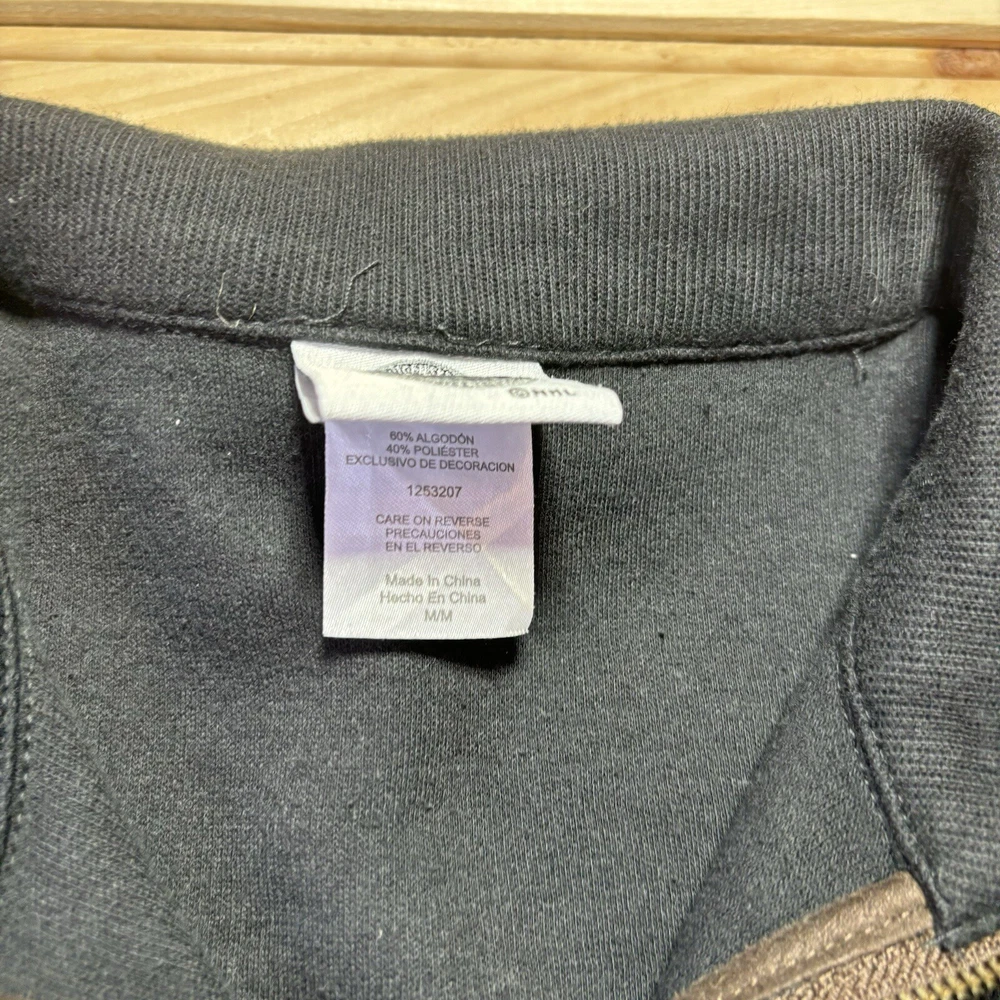 60% ALGODÓN
40% POLIÉSTER
EXCLUSIVO DE DECORACION
1253207
CARE ON REVERSE
PRECAUCIONES
EN EL REVERSO
Made In China
Hecho En China
M/M